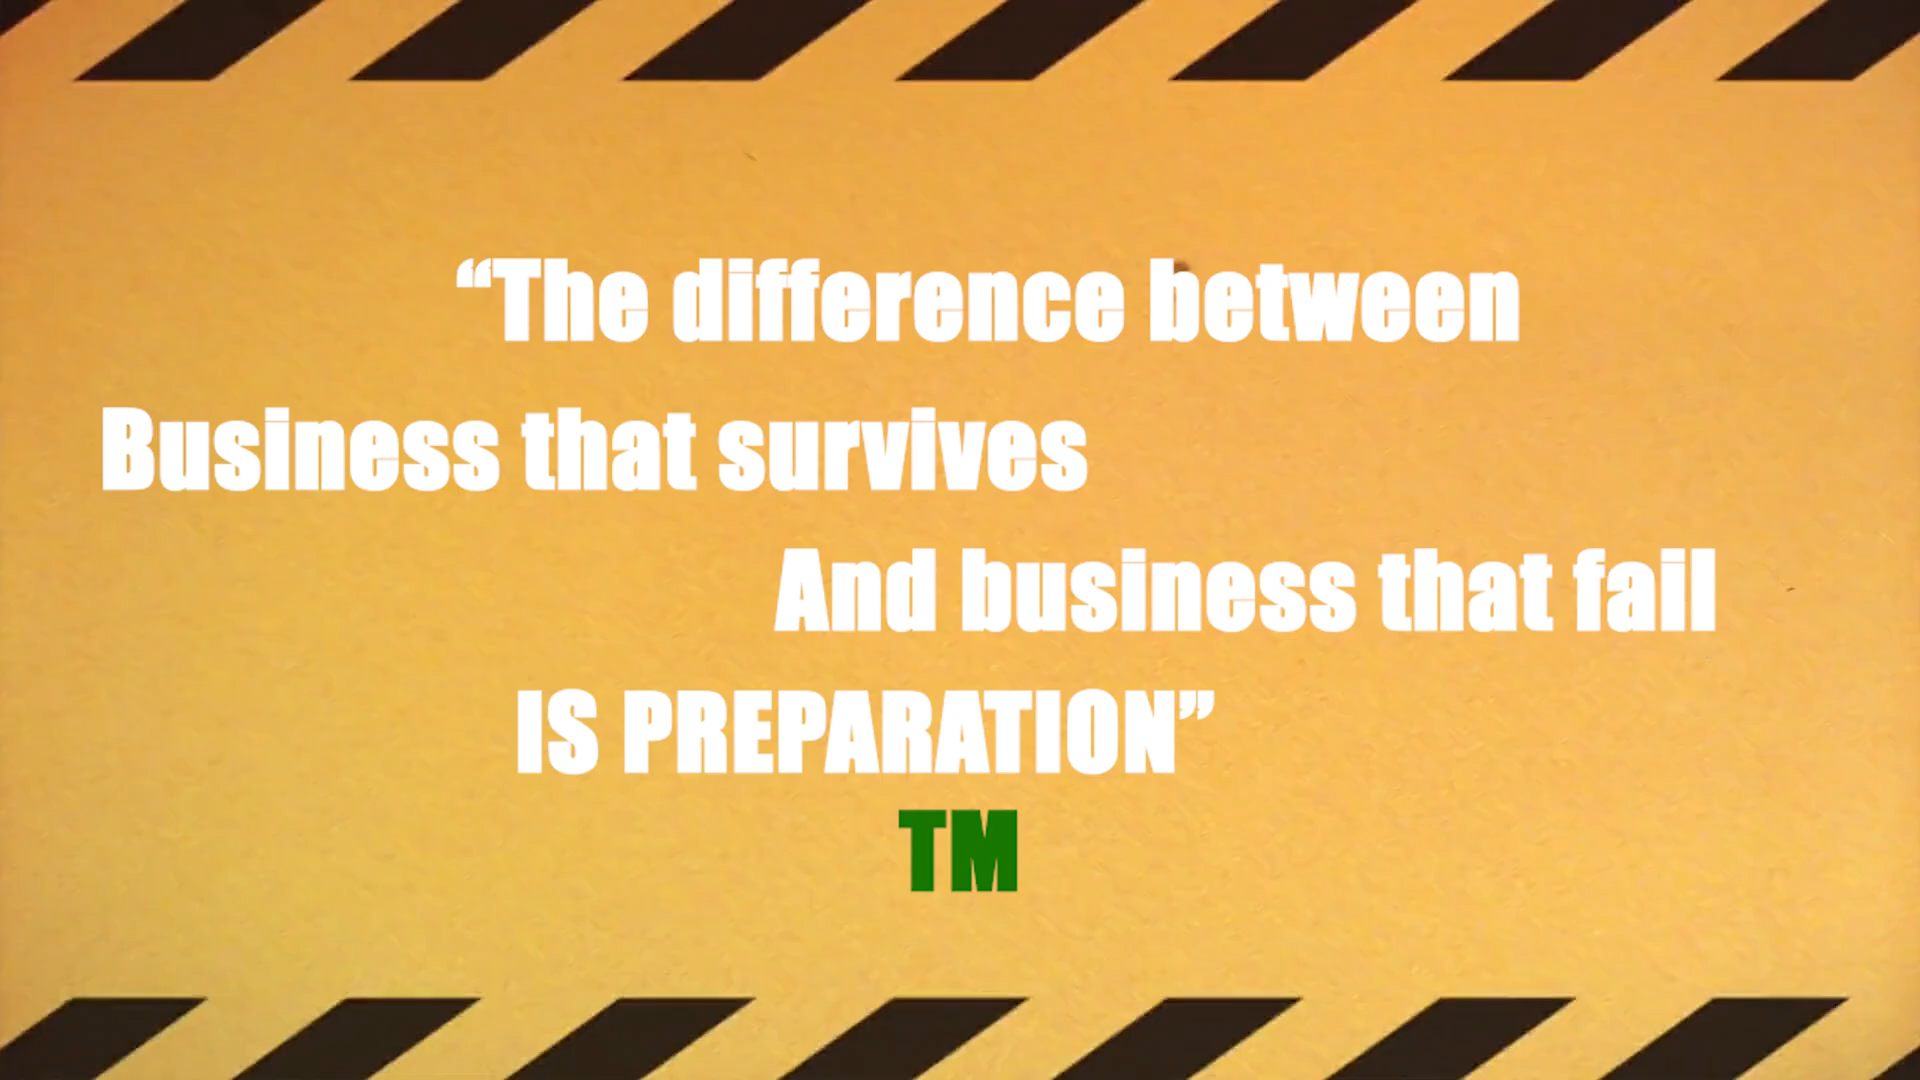 “The difference between
Business that survives
And business that fail
IS PREPARATION”
TM